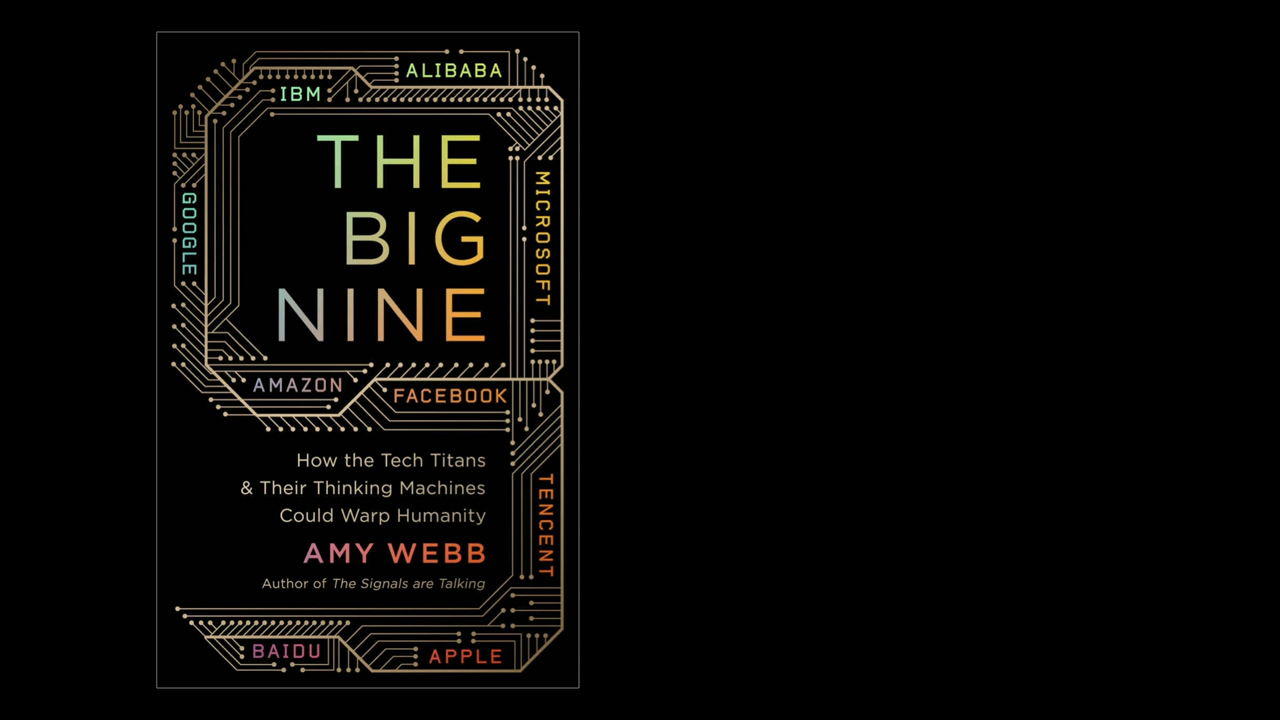 ALIBABA
IBM
THE
BIG
NINE
GOOGLE
MICROSOFT
AMAZON
FACEBOOK
How the Tech Titans
& Their Thinking Machines
Could Warp Humanity
AMY WEBB
Author of The Signals are Talking
TENCENT
BAIDU
APPLE